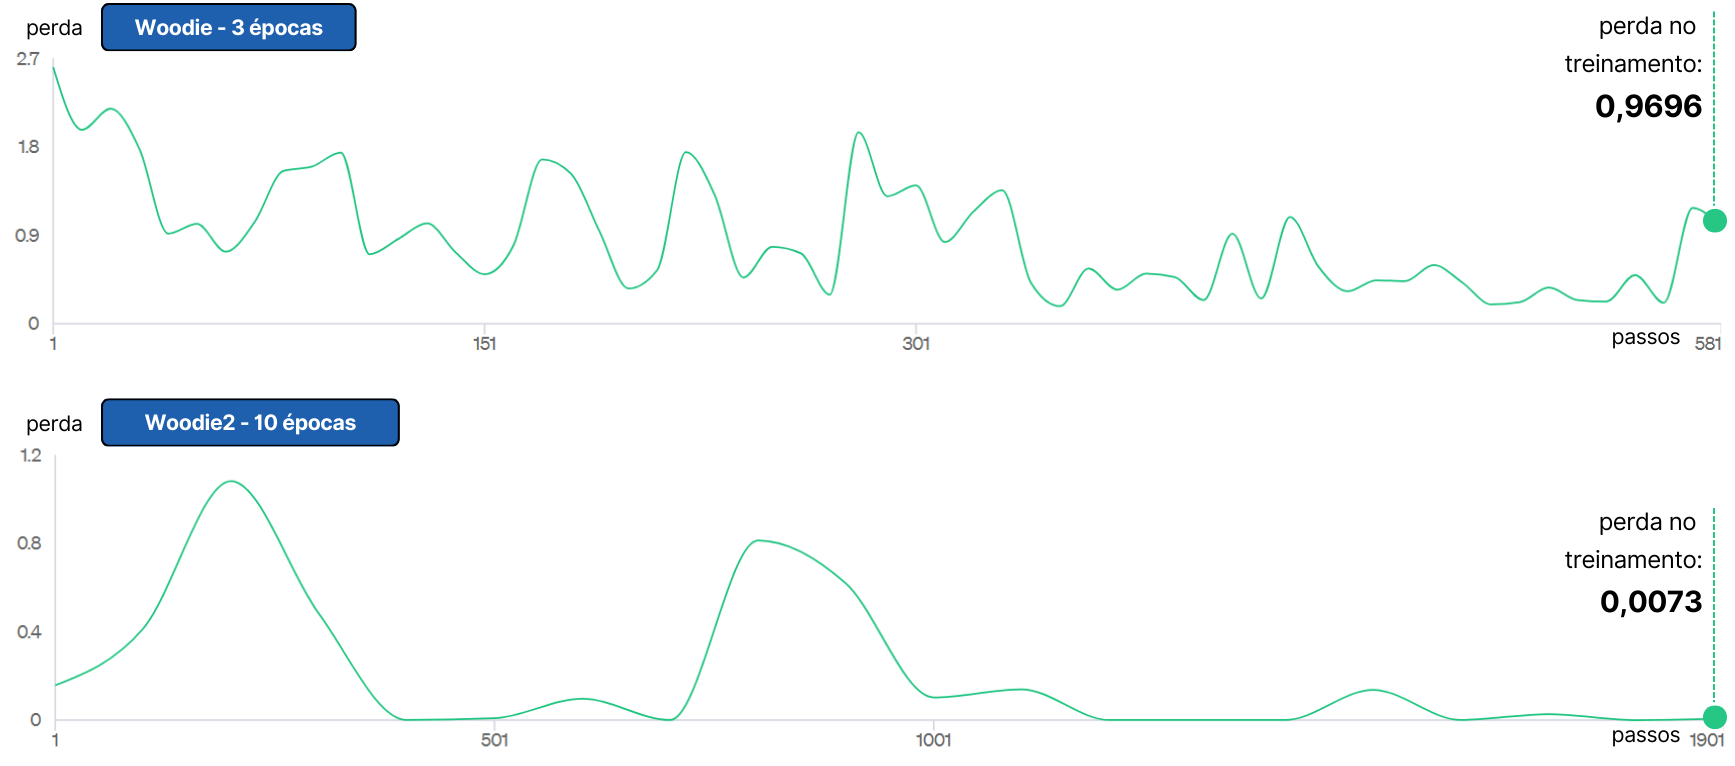 perda
Woodie - 3 épocas
perda no
treinamento:
0,9696
2.7
1.8
0.9
0
1
151
301
passos
581
perda
Woodie2 - 10 épocas
1.2
0.8
perda no
treinamento:
0,0073
0.4
0
1
501
1001
passos
1901